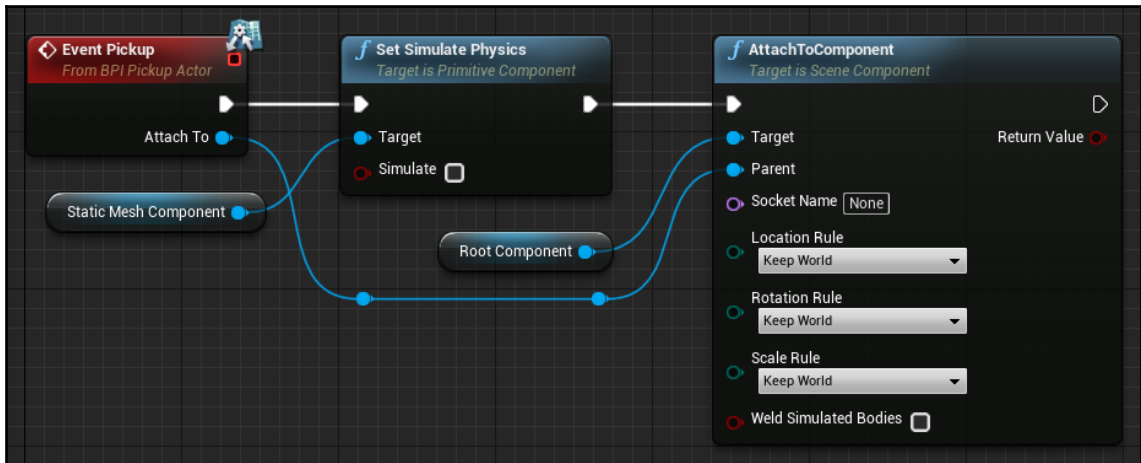 Event Pickup
From BPI Pickup Actor
Attach To
Static Mesh Component
Set Simulate Physics
Target is Primitive Component
Target
Simulate
Root Component
AttachToComponent
Target is Scene Component
Target
Return Value
Parent
Socket Name None
Location Rule
Keep World
Rotation Rule
Keep World
Scale Rule
Keep World
Weld Simulated Bodies